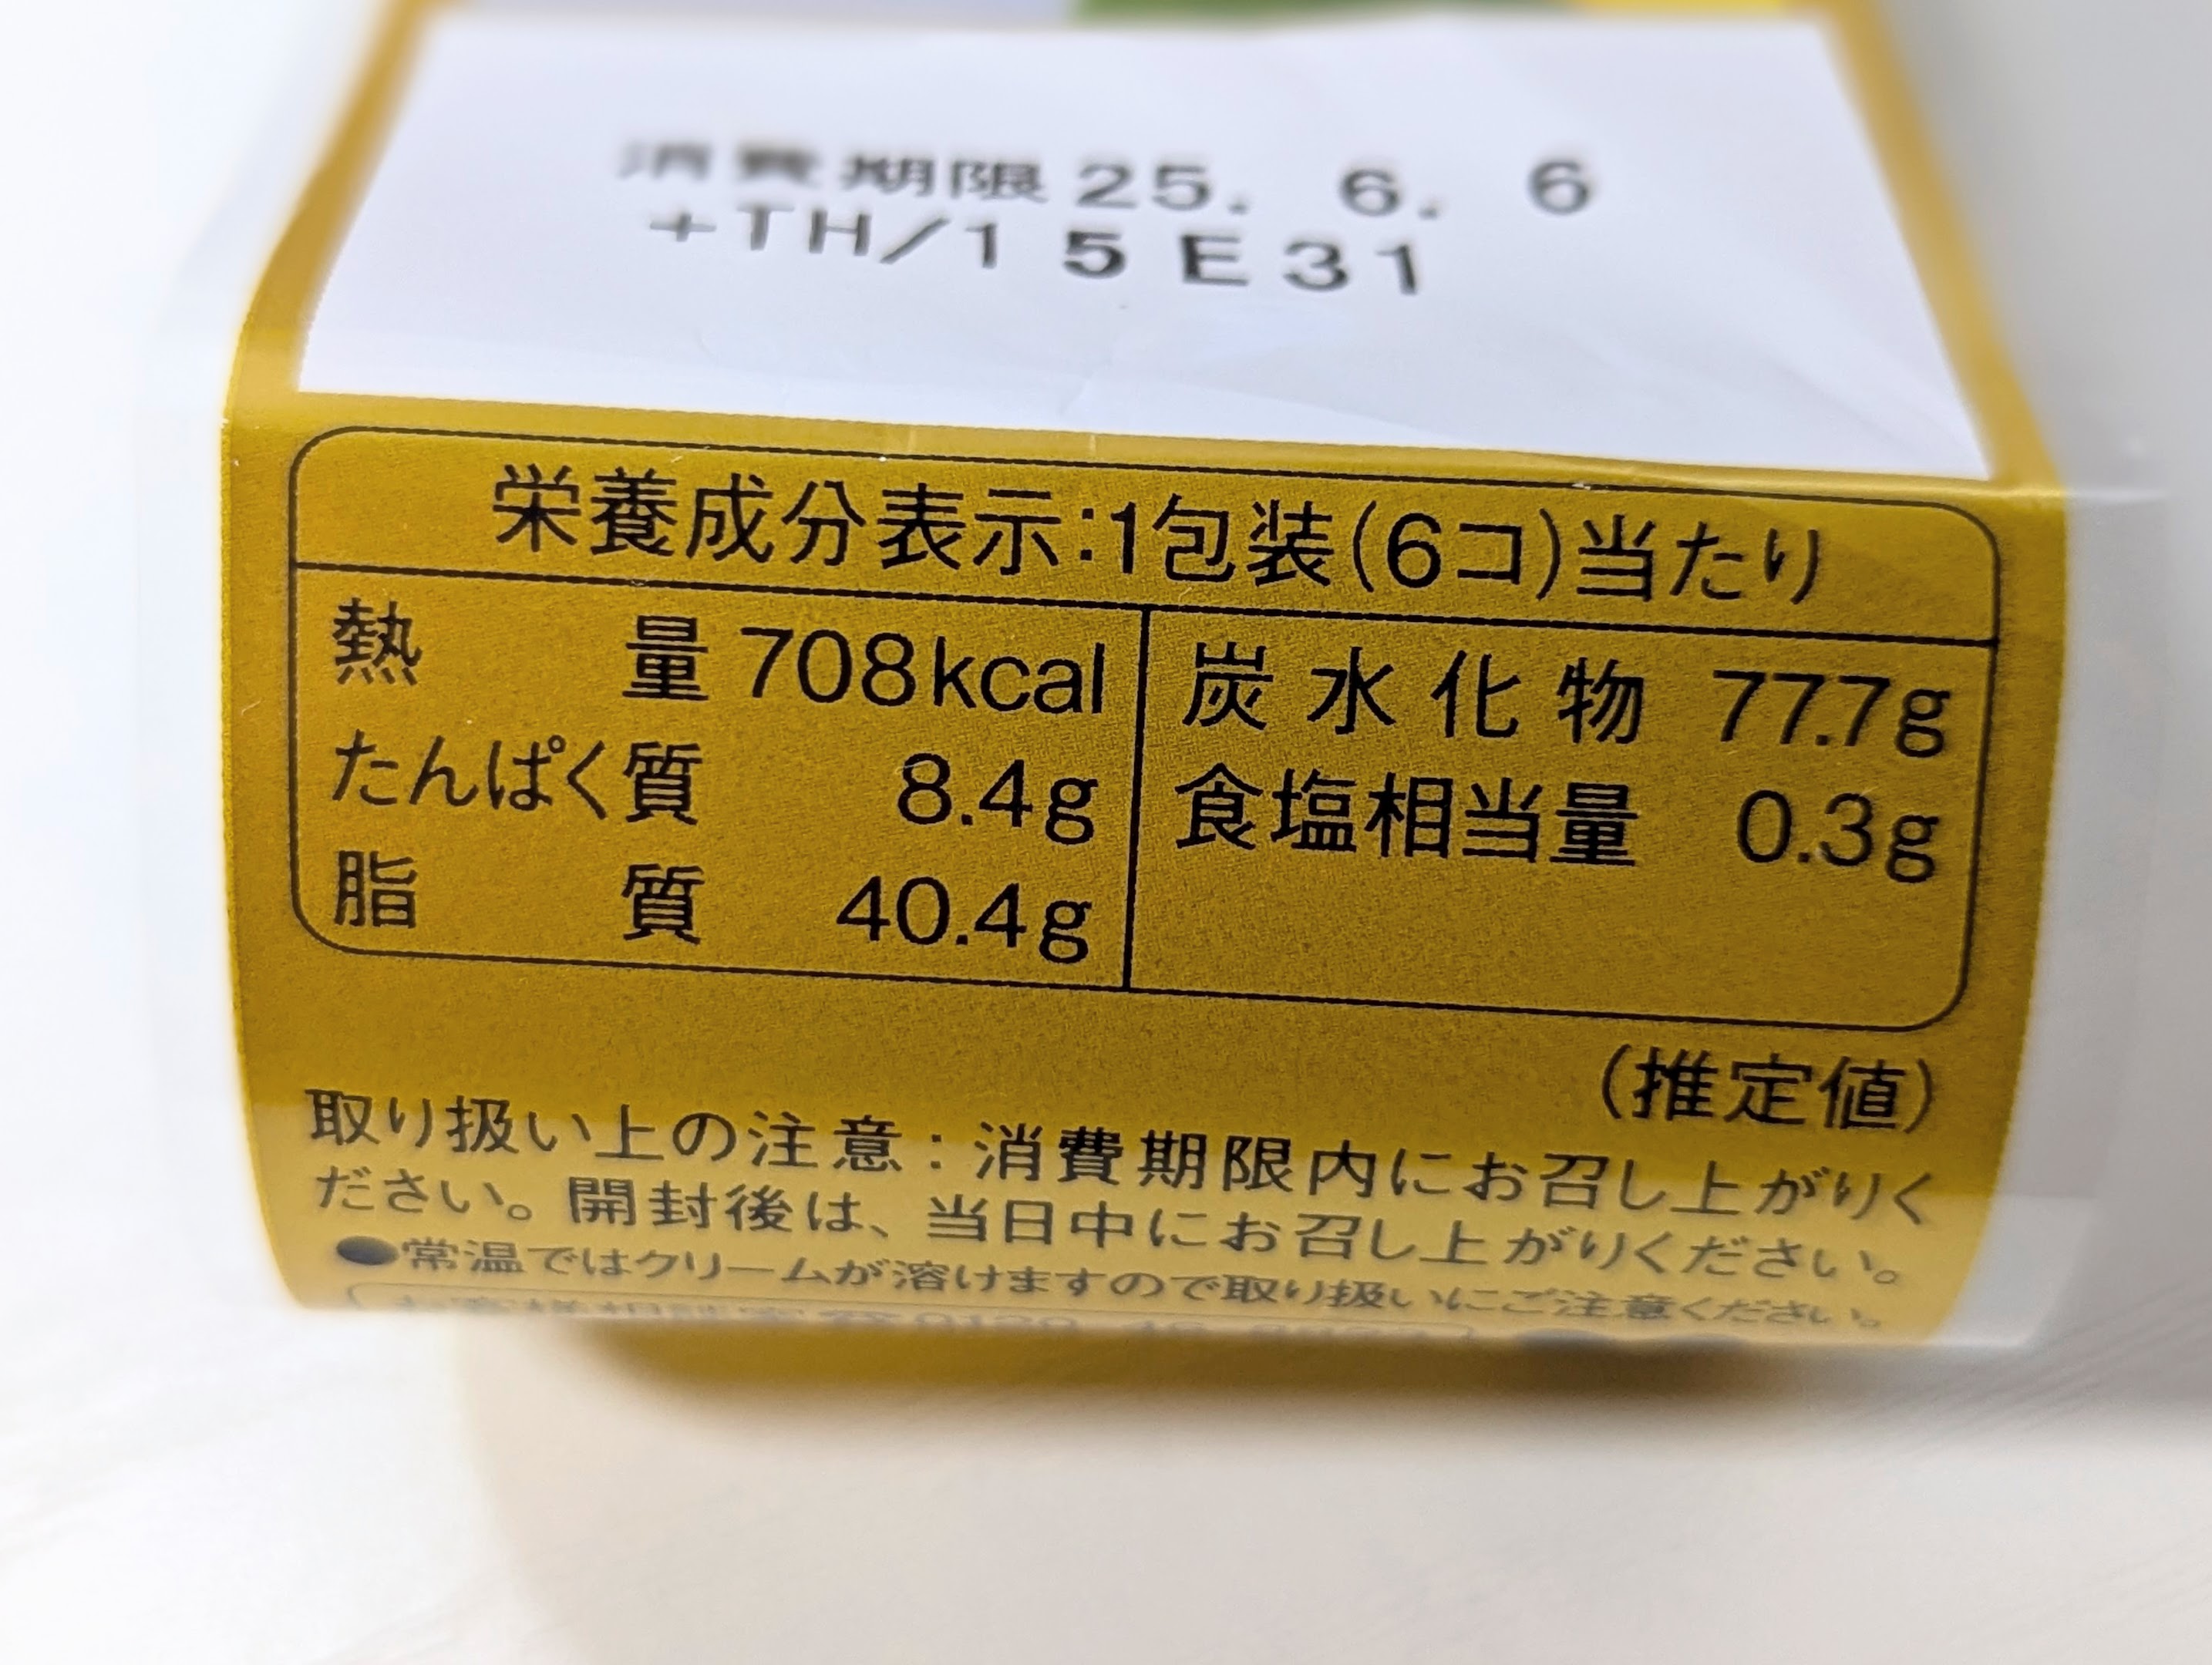 消費期限 25. 6. 6
+TH/1 5 E31
栄養成分表示:1包装(6コ)当たり
熱量 708kcal
たんぱく質 8.4g
脂質 40.4g
炭水化物 77.7g
食塩相当量 0.3g
(推定値)
取り扱い上の注意:消費期限内にお召し上がりく
ださい。開封後は、当日中にお召し上がりください。
●常温ではクリームが溶けますので取り扱いにご注意ください。